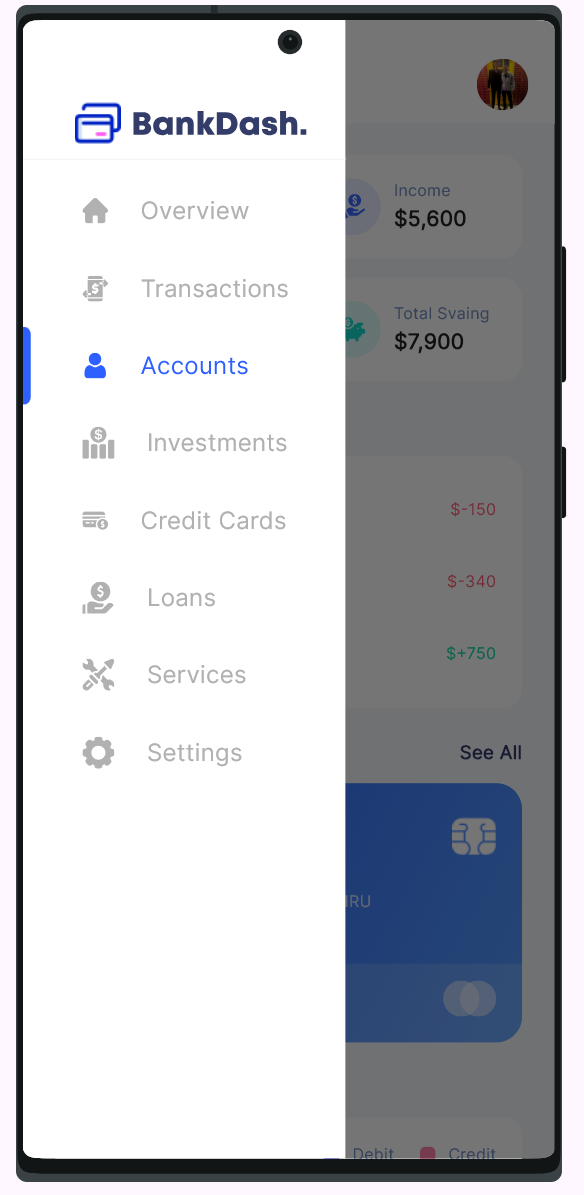 BankDash.
Overview
Transactions
Accounts
Investments
Credit Cards
Loans
Services
Settings
Income
$5,600
Total Svaing
$7,900
$-150
$-340
$+750
See All
Debit
Credit